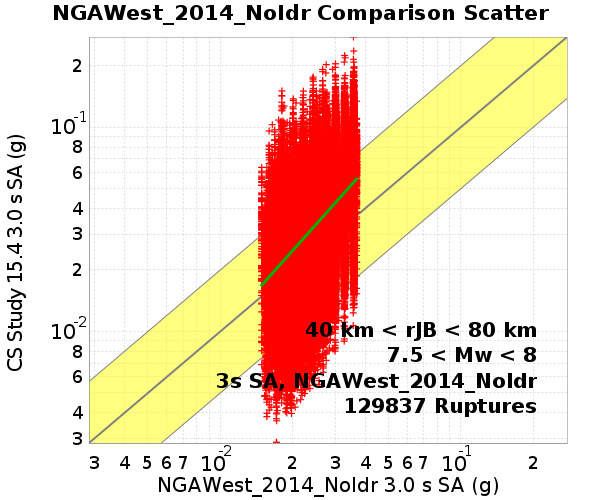 NGAWest_2014_NoIdr Comparison Scatter
CS Study 15.4 3.0 s SA (g)
2
10-1
8
6
4
3
2
10-2
8
6
4
3
40 km < rJB < 80 km
7.5 < Mw < 8
3s SA, NGAWest_2014_NoIdr
129837 Ruptures
3 4 5 6 7 10-2 2 3 4 5 6 7 10-1 2
NGAWest_2014_NoIdr 3.0 s SA (g)